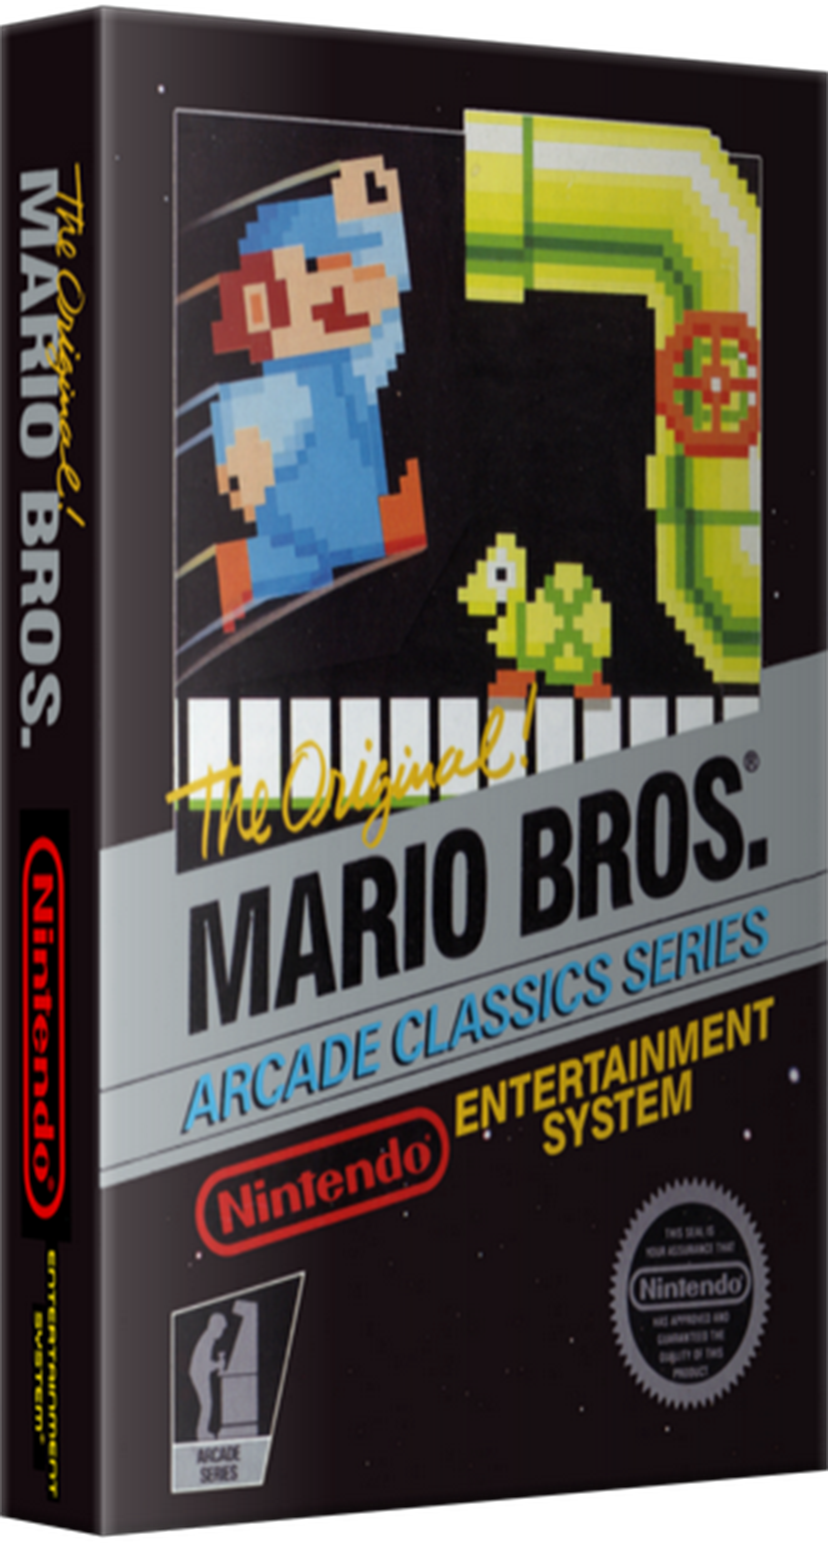 The Original!
MARIO BROS.
Nintendo®
ENTERTAINMENT
SYSTEM
The Original!
MARIO BROS.®
ARCADE CLASSICS SERIES
Nintendo®
ENTERTAINMENT
SYSTEM
THIS SEAL IS
YOUR ASSURANCE THAT
Nintendo®
HAS APPROVED AND
GUARANTEED THE
QUALITY OF THIS
PRODUCT
ARCADE
SERIES